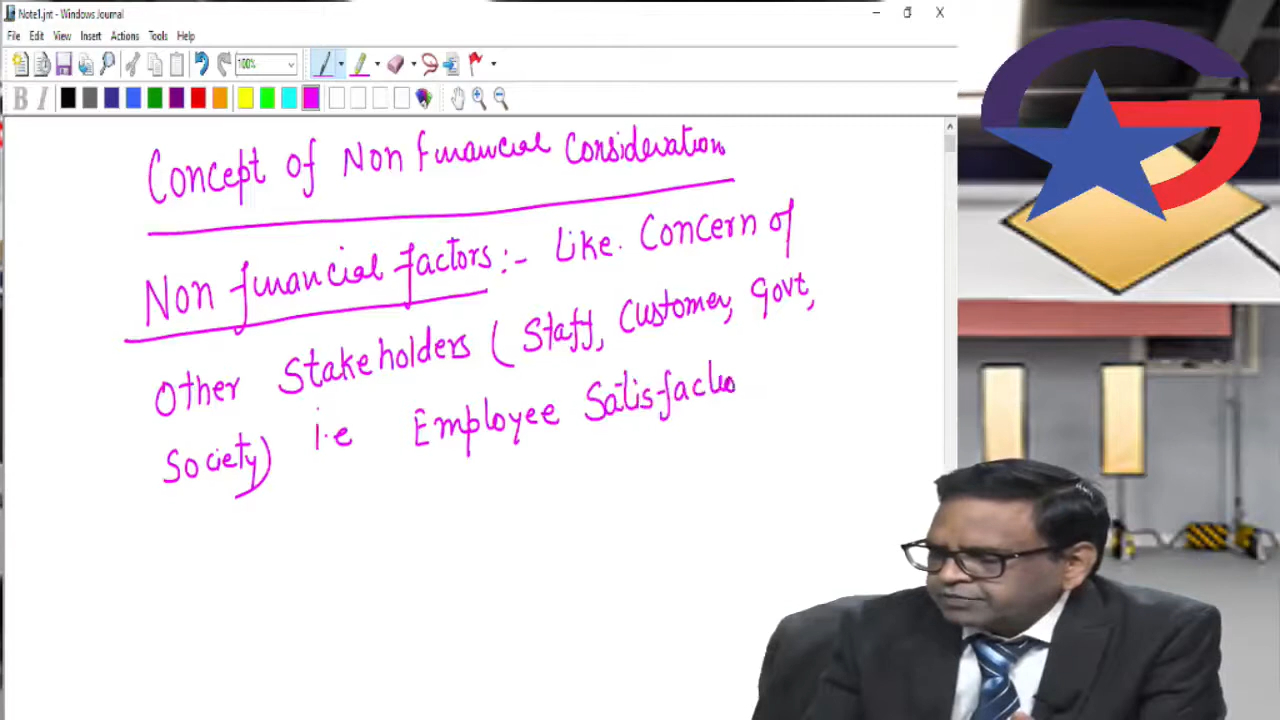 Note1.jnt - Windows Journal
File Edit View Insert Actions Tools Help
100%
B I
Concept of Non financial Consideration
Non financial factors :- Like. Concern of
Other Stakeholders ( Staff, Customer, Govt,
Society) i.e Employee Satisfactio
G